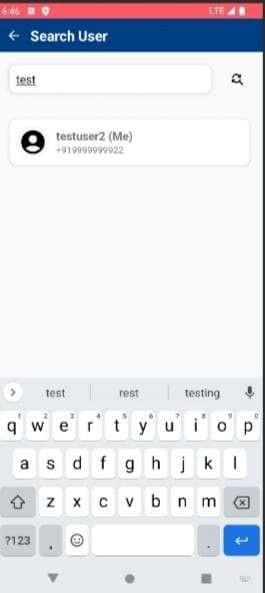 6:46 LTE
Search User
test
testuser2 (Me)
+919999999922
test rest testing
1 2 3 4 5 6 7 8 9 0
q w e r t y u i o p
a s d f g h j k l
z x c v b n m
?123 , .